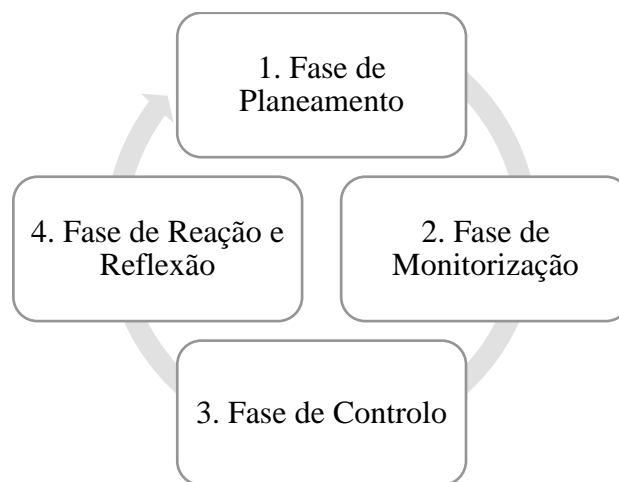 1. Fase de
Planeamento
2. Fase de
Monitorização
3. Fase de Controlo
4. Fase de Reação e
Reflexão